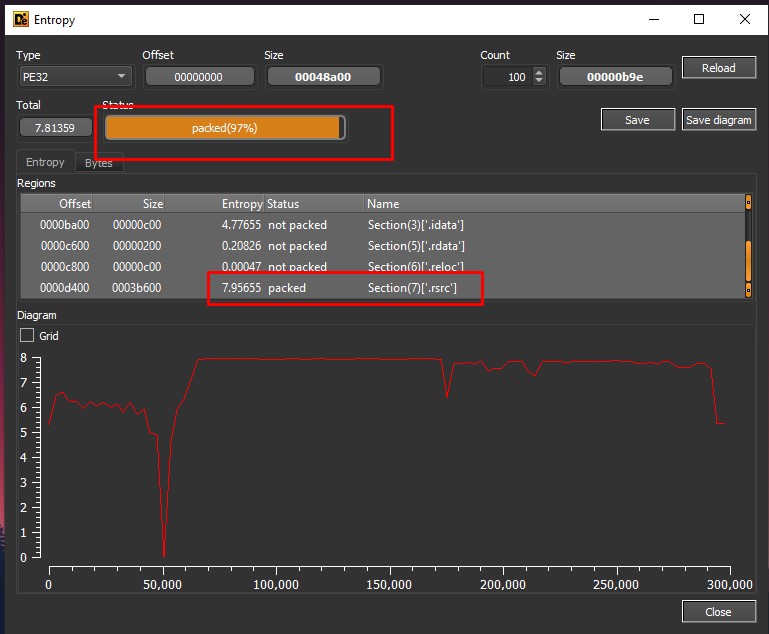 Entropy
Type Offset Size Count Size
PE32 00000000 00048a00 100 00000b9e Reload
Total Status
7.81359 packed(97%) Save Save diagram
Entropy Bytes
Regions
Offset Size Entropy Status Name
0000ba00 00000c00 4.77655 not packed Section(3)['.idata']
0000c600 00000200 0.20826 not packed Section(5)['.rdata']
0000c800 00000c00 0.00047 not packed Section(6)['.reloc']
0000d400 0003b600 7.95655 packed Section(7)['.rsrc']
Diagram
Grid
8
7
6
5
4
3
2
1
0
0 50,000 100,000 150,000 200,000 250,000 300,000
Close